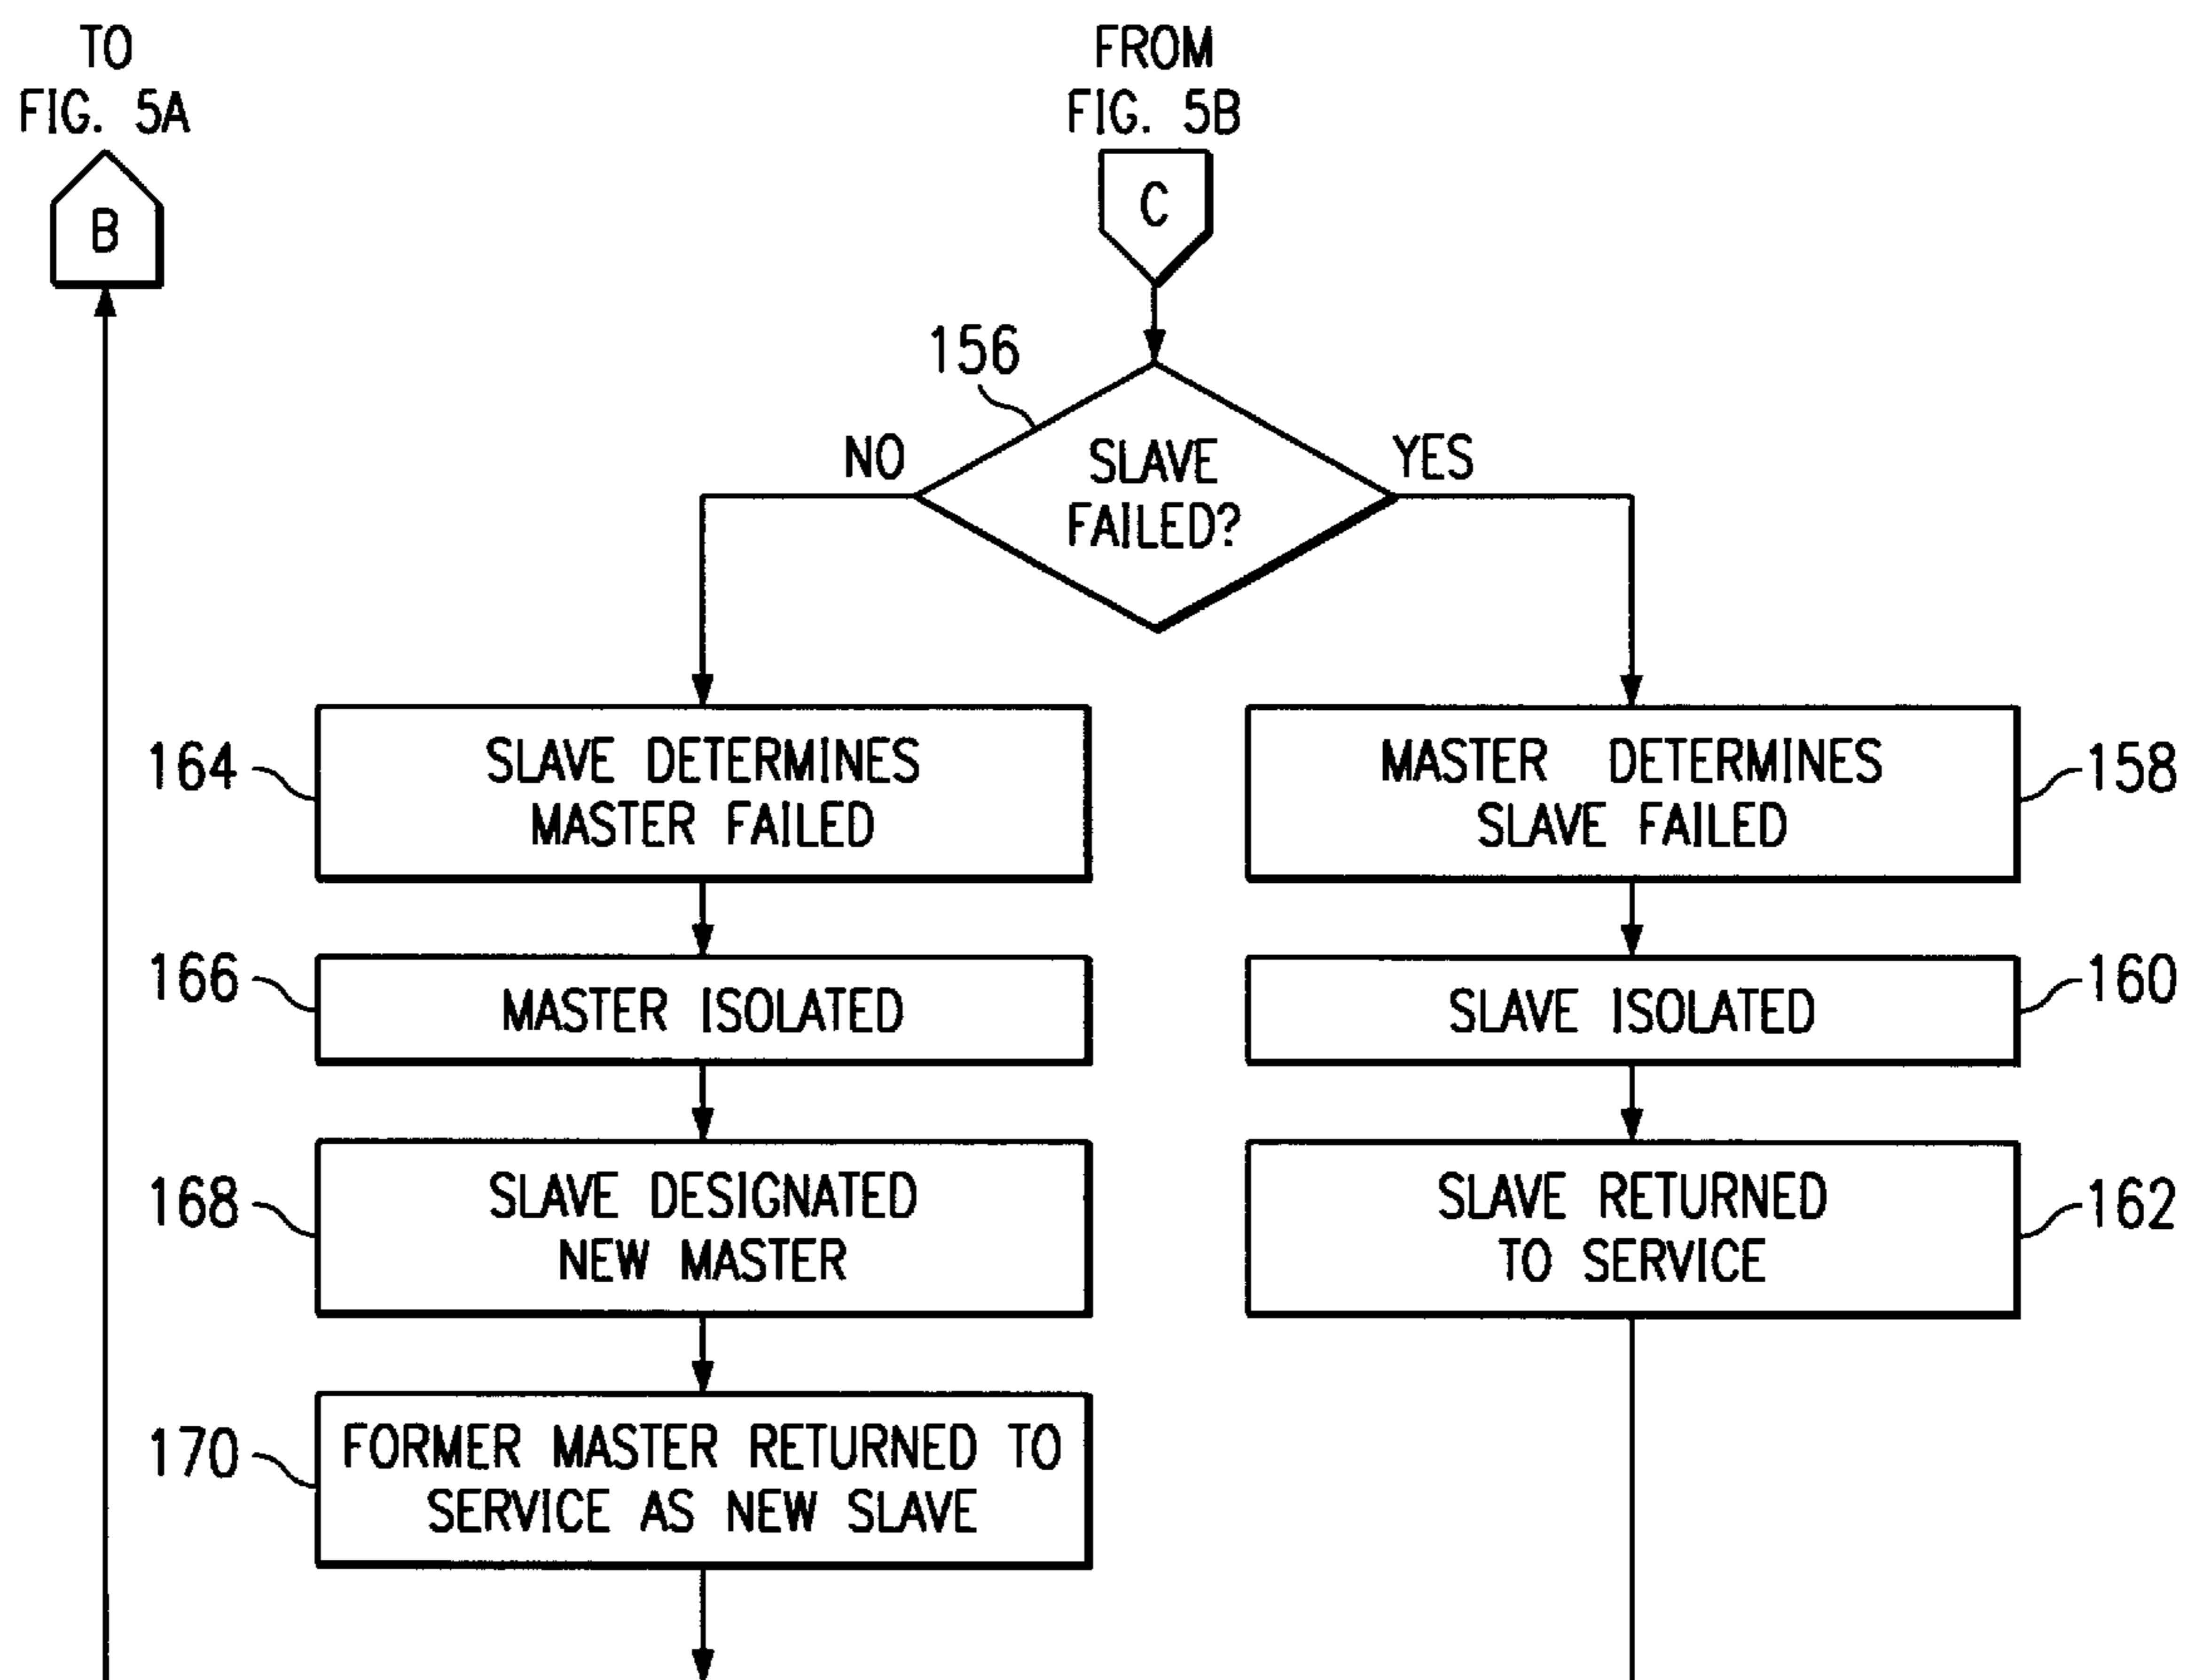 TO
FIG. 5A
B
FROM
FIG. 5B
C
156
NO
SLAVE
FAILED?
YES
164
SLAVE DETERMINES
MASTER FAILED
MASTER DETERMINES
SLAVE FAILED
158
166
MASTER ISOLATED
SLAVE ISOLATED
160
168
SLAVE DESIGNATED
NEW MASTER
SLAVE RETURNED
TO SERVICE
162
170
FORMER MASTER RETURNED TO
SERVICE AS NEW SLAVE